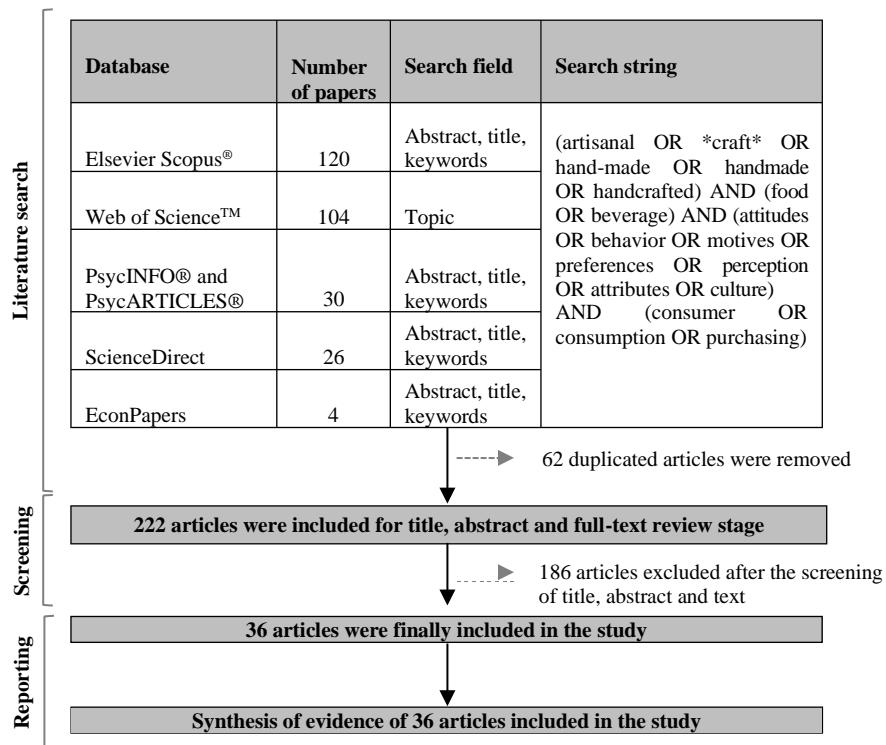 Literature search
Database
Number
of papers
Search field
Search string
Elsevier Scopus®
120
Abstract, title,
keywords
Web of Science™
104
Topic
PsycINFO® and
PsycARTICLES®
30
Abstract, title,
keywords
ScienceDirect
26
Abstract, title,
keywords
EconPapers
4
Abstract, title,
keywords
(artisanal OR *craft* OR
hand-made OR handmade
OR handcrafted) AND (food
OR beverage) AND (attitudes
OR behavior OR motives OR
preferences OR perception
OR attributes OR culture)
AND (consumer OR
consumption OR purchasing)
62 duplicated articles were removed
Screening
222 articles were included for title, abstract and full-text review stage
186 articles excluded after the screening
of title, abstract and text
Reporting
36 articles were finally included in the study
Synthesis of evidence of 36 articles included in the study